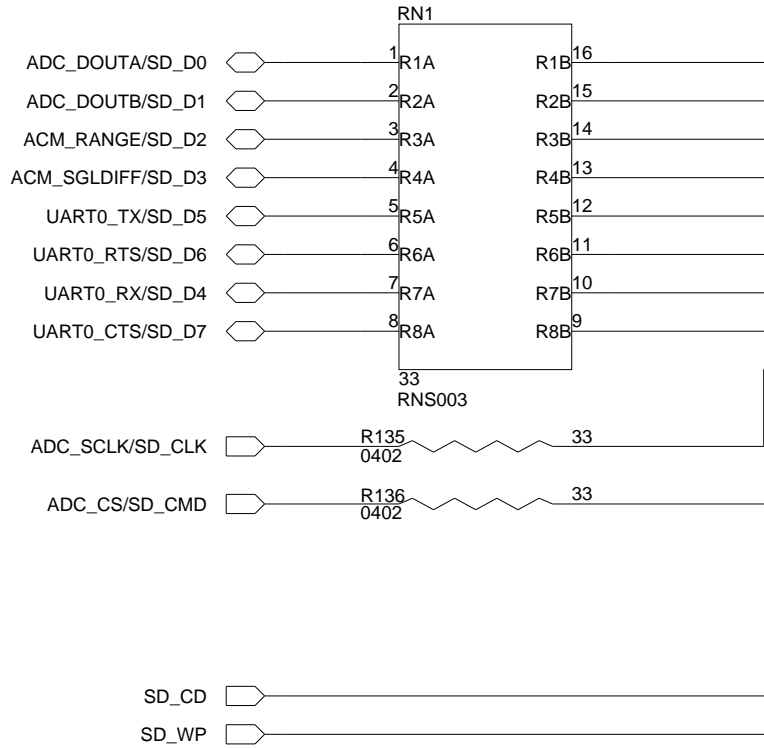 RN1
ADC_DOUTA/SD_D0 1 R1A R1B 16
ADC_DOUTB/SD_D1 2 R2A R2B 15
ACM_RANGE/SD_D2 3 R3A R3B 14
ACM_SGLDIFF/SD_D3 4 R4A R4B 13
UART0_TX/SD_D5 5 R5A R5B 12
UART0_RTS/SD_D6 6 R6A R6B 11
UART0_RX/SD_D4 7 R7A R7B 10
UART0_CTS/SD_D7 8 R8A R8B 9
33
RNS003
ADC_SCLK/SD_CLK R135 33
0402
ADC_CS/SD_CMD R136 33
0402
SD_CD
SD_WP